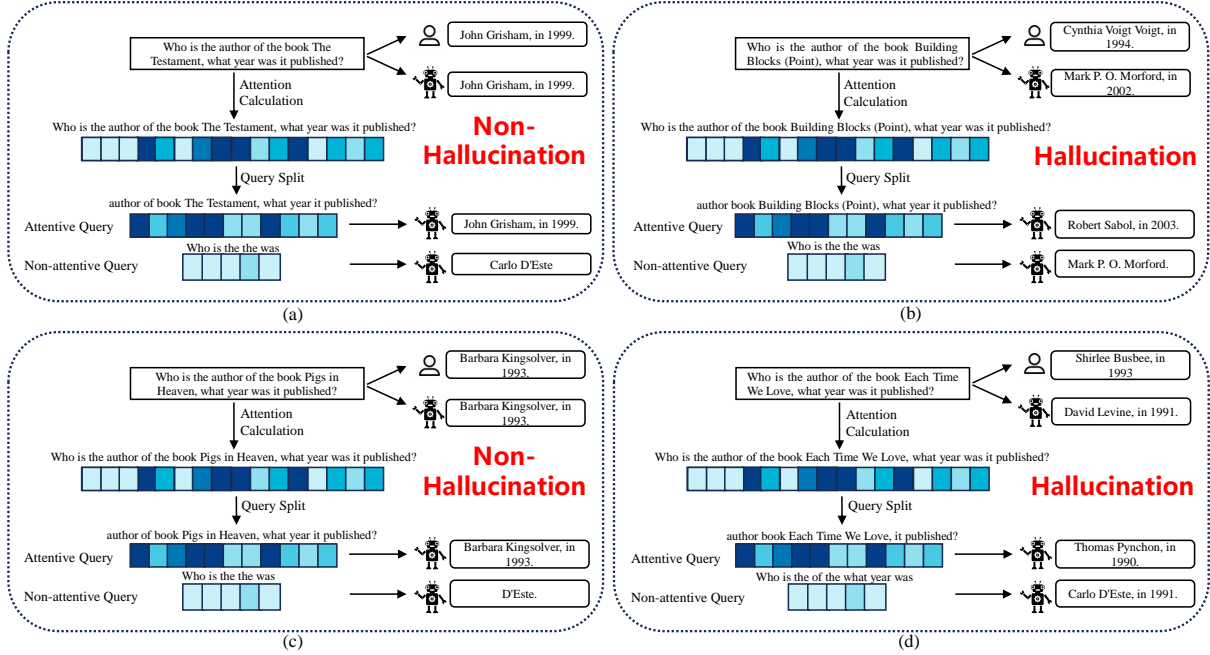 Who is the author of the book The
Testament, what year was it published?
John Grisham, in 1999.
John Grisham, in 1999.
Attention
Calculation
Who is the author of the book The Testament, what year was it published?
Non-
Hallucination
Query Split
author of book The Testament, what year it published?
Attentive Query
John Grisham, in 1999.
Who is the the was
Non-attentive Query
Carlo D'Este
(a)
Who is the author of the book Building
Blocks (Point), what year was it published?
Cynthia Voigt Voigt, in
1994.
Mark P. O. Morford, in
2002.
Attention
Calculation
Who is the author of the book Building Blocks (Point), what year was it published?
Hallucination
Query Split
author book Building Blocks (Point), what year it published?
Attentive Query
Robert Sabol, in 2003.
Who is the the was
Non-attentive Query
Mark P. O. Morford.
(b)
Who is the author of the book Pigs in
Heaven, what year was it published?
Barbara Kingsolver, in
1993.
Barbara Kingsolver, in
1993.
Attention
Calculation
Who is the author of the book Pigs in Heaven, what year was it published?
Non-
Hallucination
Query Split
author of book Pigs in Heaven, what year it published?
Attentive Query
Barbara Kingsolver, in
1993.
Who is the the was
Non-attentive Query
D'Este.
(c)
Who is the author of the book Each Time
We Love, what year was it published?
Shirlee Busbee, in
1993
David Levine, in 1991.
Attention
Calculation
Who is the author of the book Each Time We Love, what year was it published?
Hallucination
Query Split
author book Each Time We Love, it published?
Attentive Query
Thomas Pynchon, in
1990.
Who is the of the what year was
Non-attentive Query
Carlo D'Este, in 1991.
(d)